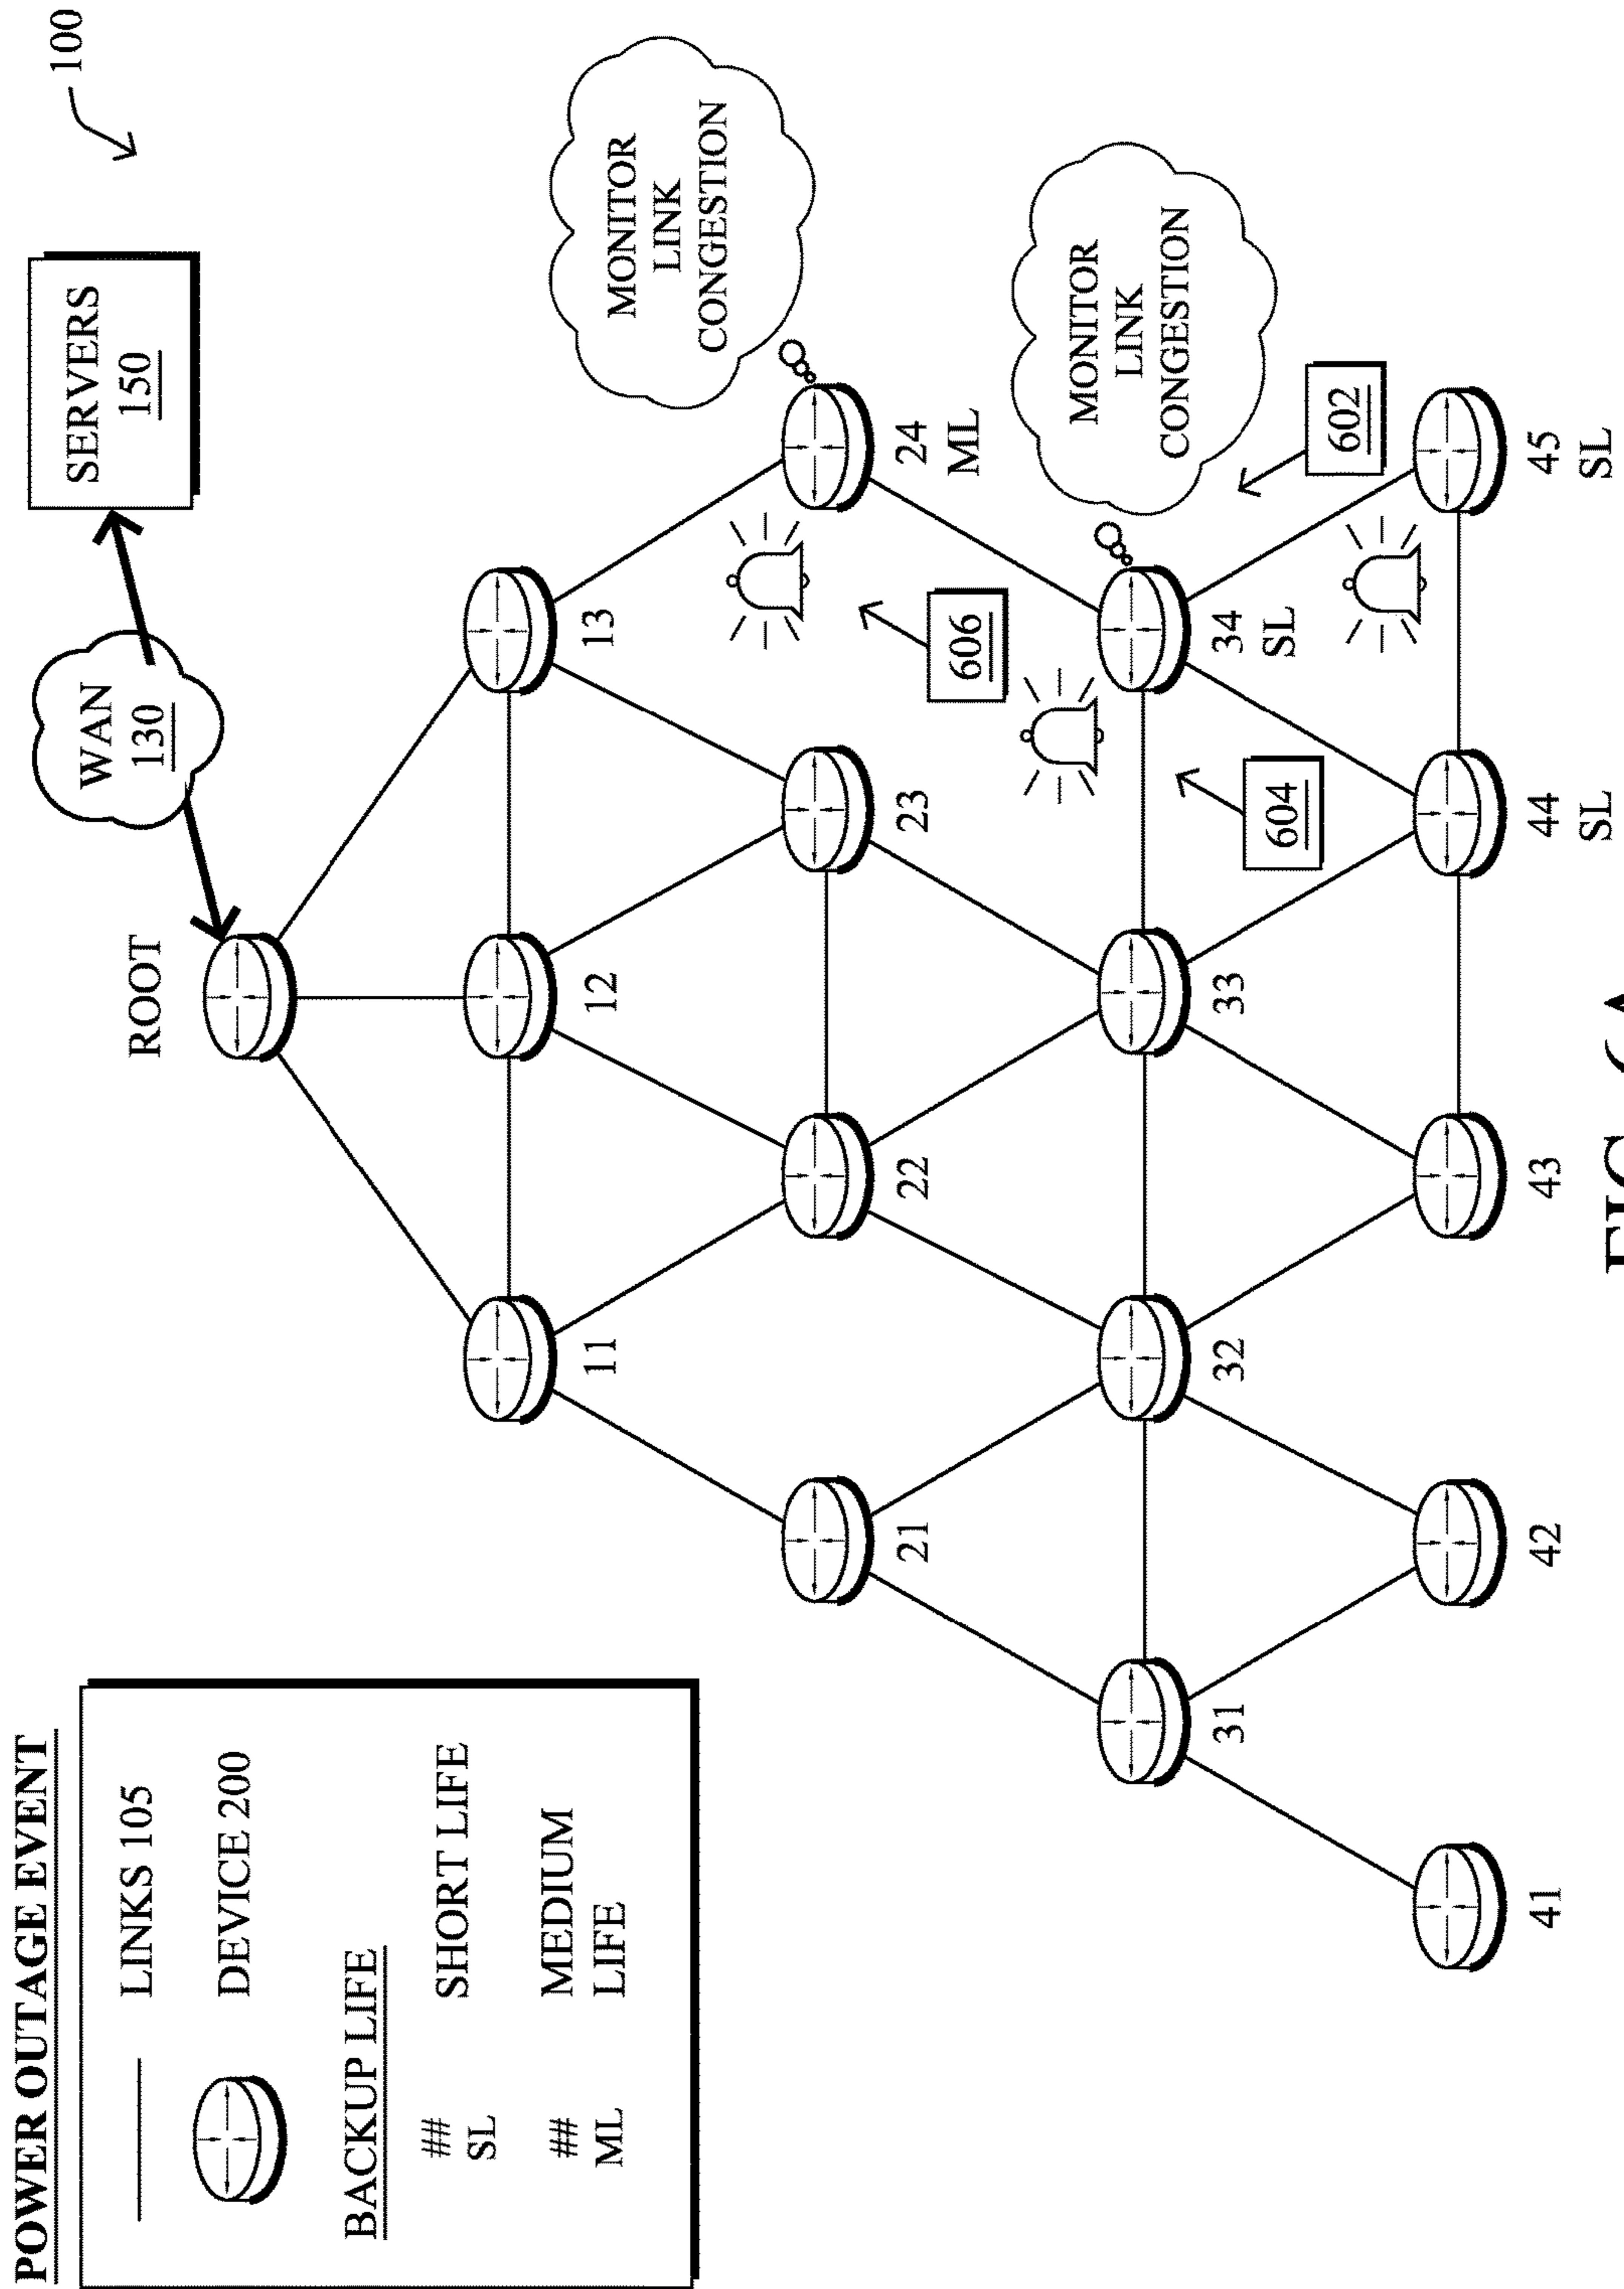 POWER OUTAGE EVENT
LINKS 105
DEVICE 200
BACKUP LIFE
##
SL
SHORT LIFE
##
ML
MEDIUM
LIFE
100
SERVERS
150
WAN
130
ROOT
11
12
13
21
22
23
24
ML
MONITOR
LINK
CONGESTION
606
31
32
33
34
SL
MONITOR
LINK
CONGESTION
604
602
41
42
43
44
SL
45
SL